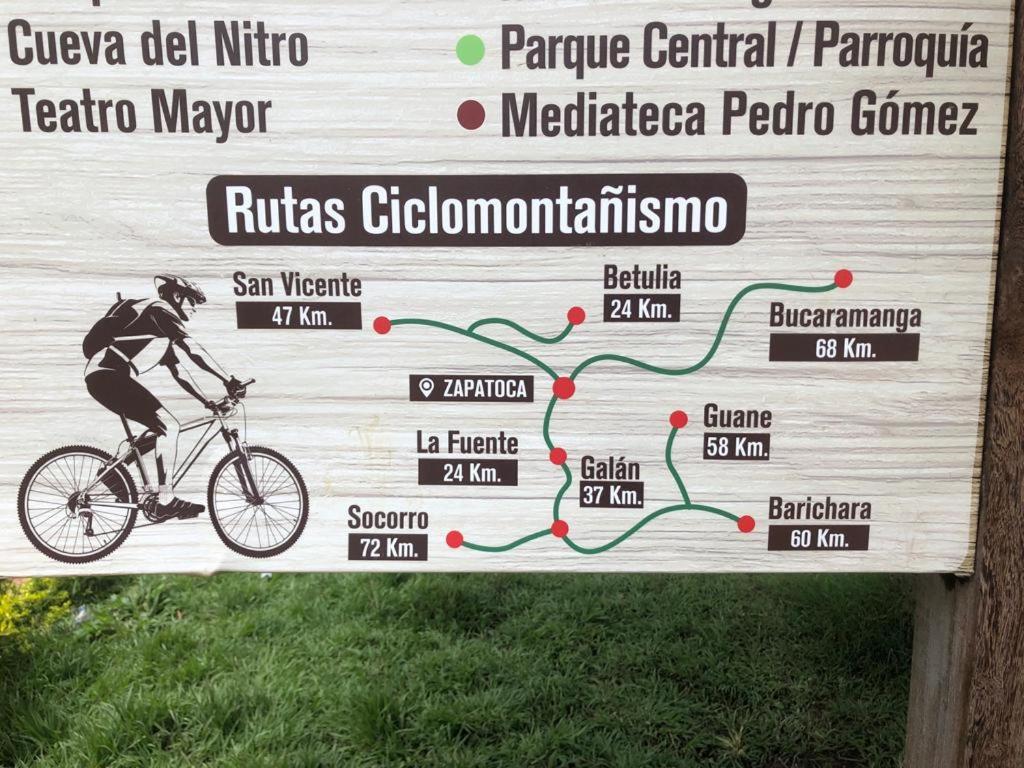 Cueva del Nitro
Teatro Mayor
Parque Central / Parroquía
Mediateca Pedro Gómez
Rutas Ciclomontañismo
San Vicente
47 Km.
Betulia
24 Km.
Bucaramanga
68 Km.
ZAPATOCA
Guane
58 Km.
La Fuente
24 Km.
Galán
37 Km.
Socorro
72 Km.
Barichara
60 Km.